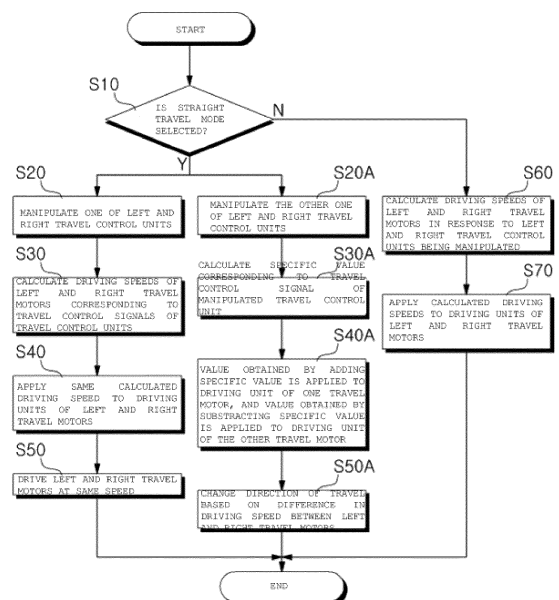 START
S10
IS STRAIGHT
TRAVEL MODE
SELECTED?
N
Y
S20
MANIPULATE ONE OF LEFT AND
RIGHT TRAVEL CONTROL UNITS
S30
CALCULATE DRIVING SPEEDS OF
LEFT AND RIGHT TRAVEL
MOTORS CORRESPONDING TO
TRAVEL CONTROL SIGNALS
OF TRAVEL CONTROL UNITS
S40
APPLY SAME CALCULATED
DRIVING SPEED TO DRIVING
UNITS OF LEFT AND RIGHT
TRAVEL MOTORS
S50
DRIVE LEFT AND RIGHT TRAVEL
MOTORS AT SAME SPEED
S20A
MANIPULATE THE OTHER ONE
OF LEFT AND RIGHT TRAVEL
CONTROL UNITS
S30A
CALCULATE SPECIFIC VALUE
CORRESPONDING TO TRAVEL
CONTROL SIGNAL OF
MANIPULATED TRAVEL CONTROL
UNIT
S40A
VALUE OBTAINED BY ADDING
SPECIFIC VALUE IS APPLIED TO
DRIVING UNIT OF ONE TRAVEL
MOTOR, AND VALUE OBTAINED BY
SUBSTRACTING SPECIFIC VALUE
IS APPLIED TO DRIVING UNIT
OF THE OTHER TRAVEL MOTOR
S50A
CHANGE DIRECTION OF TRAVEL
BASED ON DIFFERENCE IN
DRIVING SPEED BETWEEN LEFT
AND RIGHT TRAVEL MOTORS
S60
CALCULATE DRIVING SPEEDS OF
LEFT AND RIGHT TRAVEL
MOTORS IN RESPONSE TO LEFT
AND RIGHT TRAVEL CONTROL
UNITS BEING MANIPULATED
S70
APPLY CALCULATED DRIVING
SPEEDS TO DRIVING UNITS OF
LEFT AND RIGHT TRAVEL
MOTORS
END